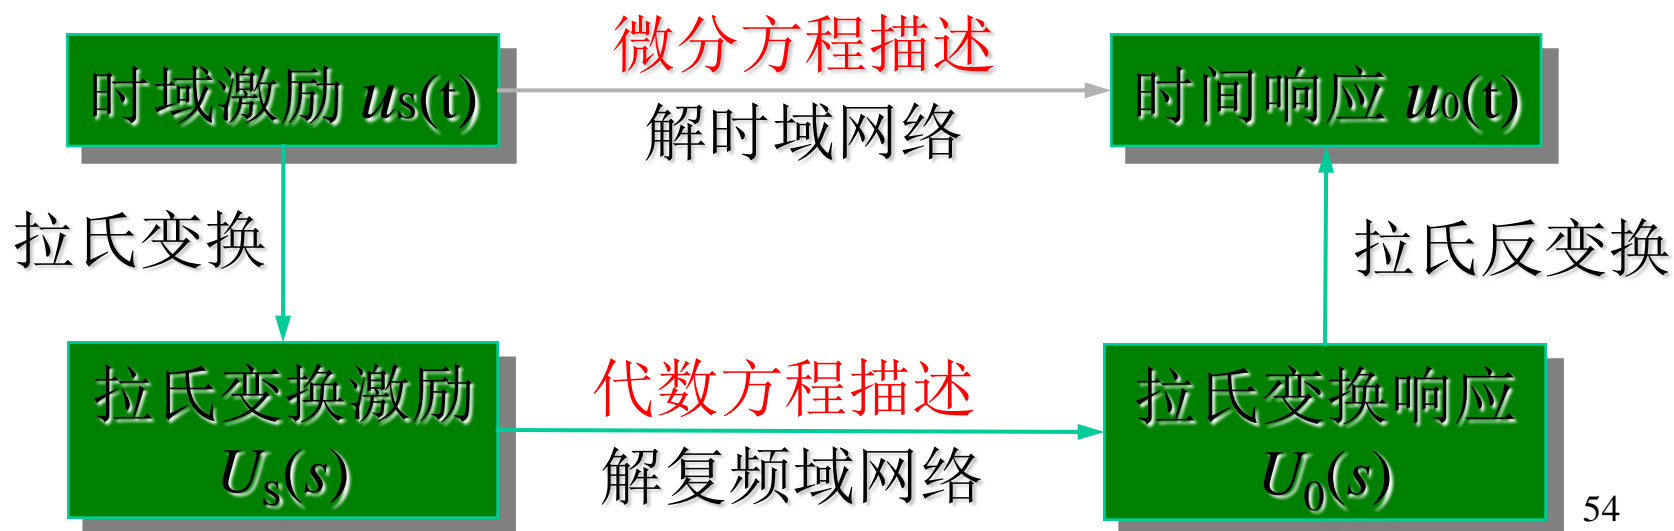 微分方程描述
时域激励 uS(t)
时间响应 u0(t)
解时域网络
拉氏变换
拉氏反变换
拉氏变换激励
US(s)
代数方程描述
解复频域网络
拉氏变换响应
U0(s)
54